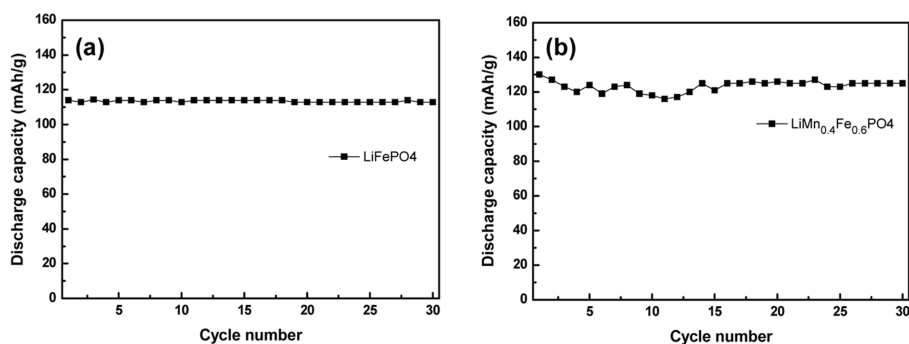 (a)
160
140
120
100
80
60
40
20
0
Discharge capacity (mAh/g)
LiFePO4
5 10 15 20 25 30
Cycle number
(b)
160
140
120
100
80
60
40
20
0
Discharge capacity (mAh/g)
LiMn0.4Fe0.6PO4
5 10 15 20 25 30
Cycle number